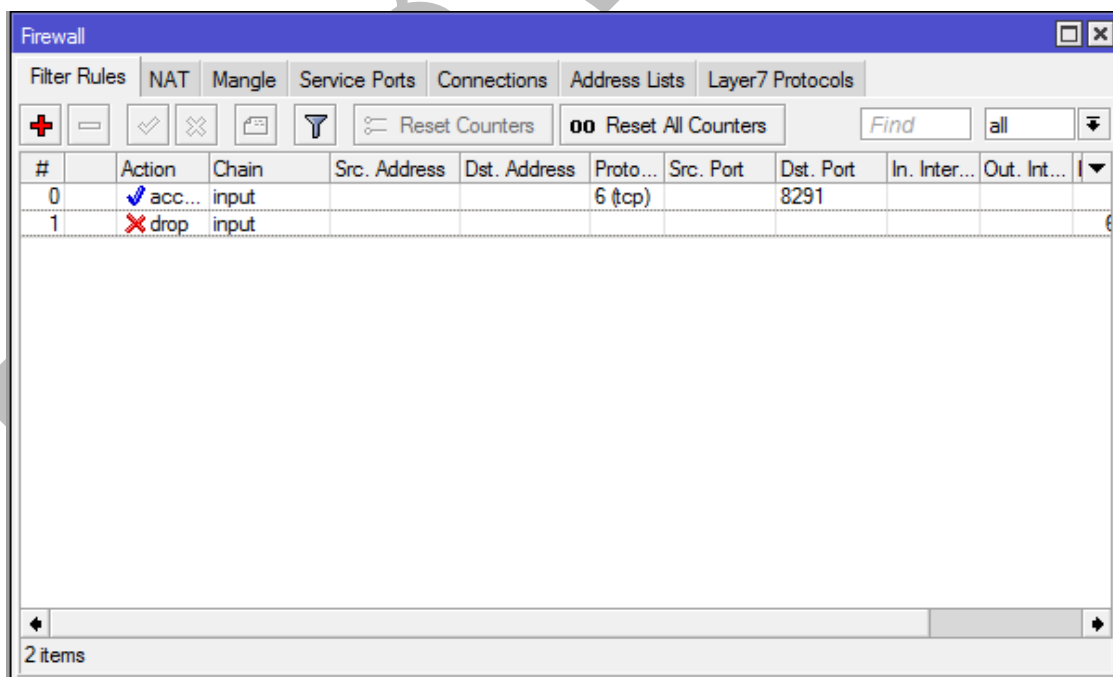 Firewall
Filter Rules NAT Mangle Service Ports Connections Address Lists Layer7 Protocols
Reset Counters 00 Reset All Counters Find all
# Action Chain Src. Address Dst. Address Proto... Src. Port Dst. Port In. Inter... Out. Int...
0 acc... input 6 (tcp) 8291
1 drop input
2 items